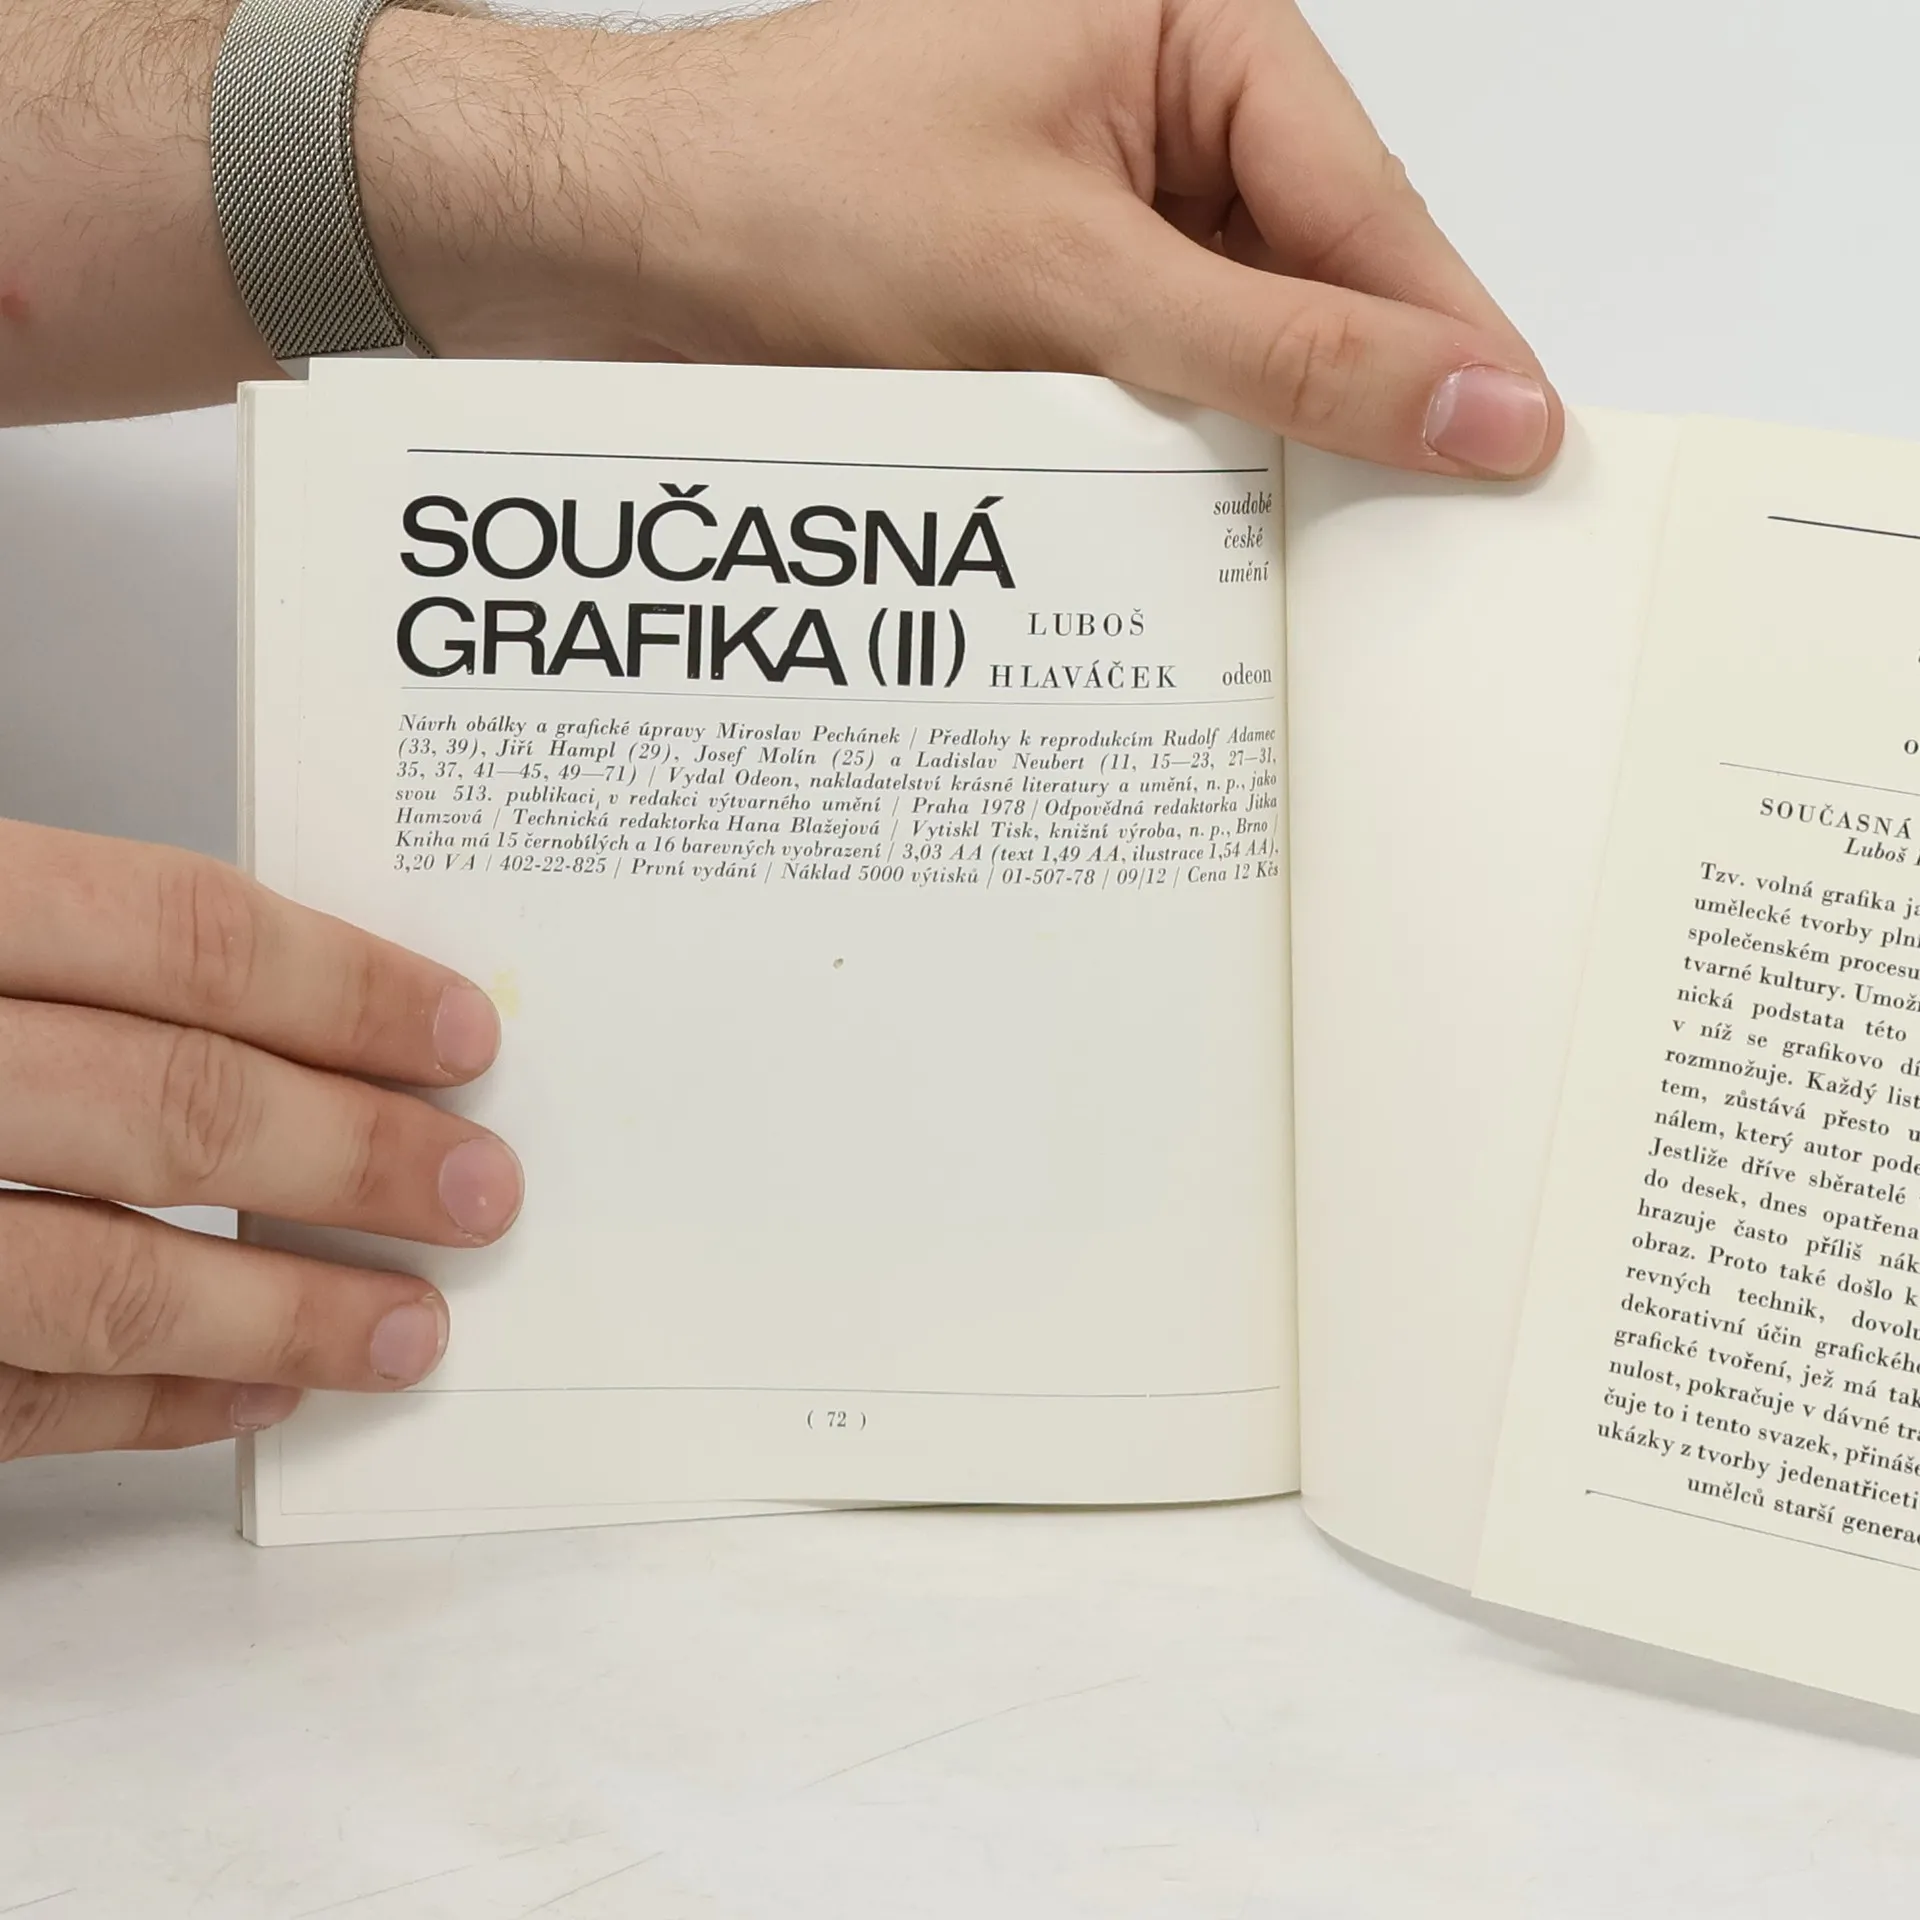 SOUČASNÁ
GRAFIKA (II)
LUBOŠ
HLAVÁČEK
soudobé
české
umění
odeon
Návrh obálky a grafické úpravy Miroslav Pechánek / Předlohy k reprodukcím Rudolf Adamec
(33, 39), Jiří Hampl (29), Josef Molín (25) a Ladislav Neubert (11, 15—23, 27—31,
35, 37, 41—45, 49—71) / Vydal Odeon, nakladatelství krásné literatury a umění, n. p., jako
svou 513. publikaci, v redakci výtvarného umění / Praha 1978 / Odpovědná redaktorka Jitka
Hamzová / Technická redaktorka Hana Blažejová / Vytiskl Tisk, knižní výroba, n. p., Brno /
Kniha má 15 černobílých a 16 barevných vyobrazení / 3,03 AA (text 1,49 AA, ilustrace 1,54 AA),
3,20 VA / 402-22-825 / První vydání / Náklad 5000 výtisků / 01-507-78 / 09/12 / Cena 12 Kčs
( 72 )
SOUČASNÁ
Luboš
Tzv. volná grafika
umělecké tvorby
společenském procesu
tvarné kultury.
nická podstata této
v níž se grafikovo
rozmnožuje. Každý list
tem, zůstává přesto
nálem, který autor
Jestliže dříve sběratelé
do desek, dnes opatřena
hrazuje často příliš
obraz. Proto také došlo k
revných technik,
dekorativní účin
grafické tvoření, jež má
nulost, pokračuje v dávné
čuje to i tento svazek,
ukázky z tvorby
umělců starší